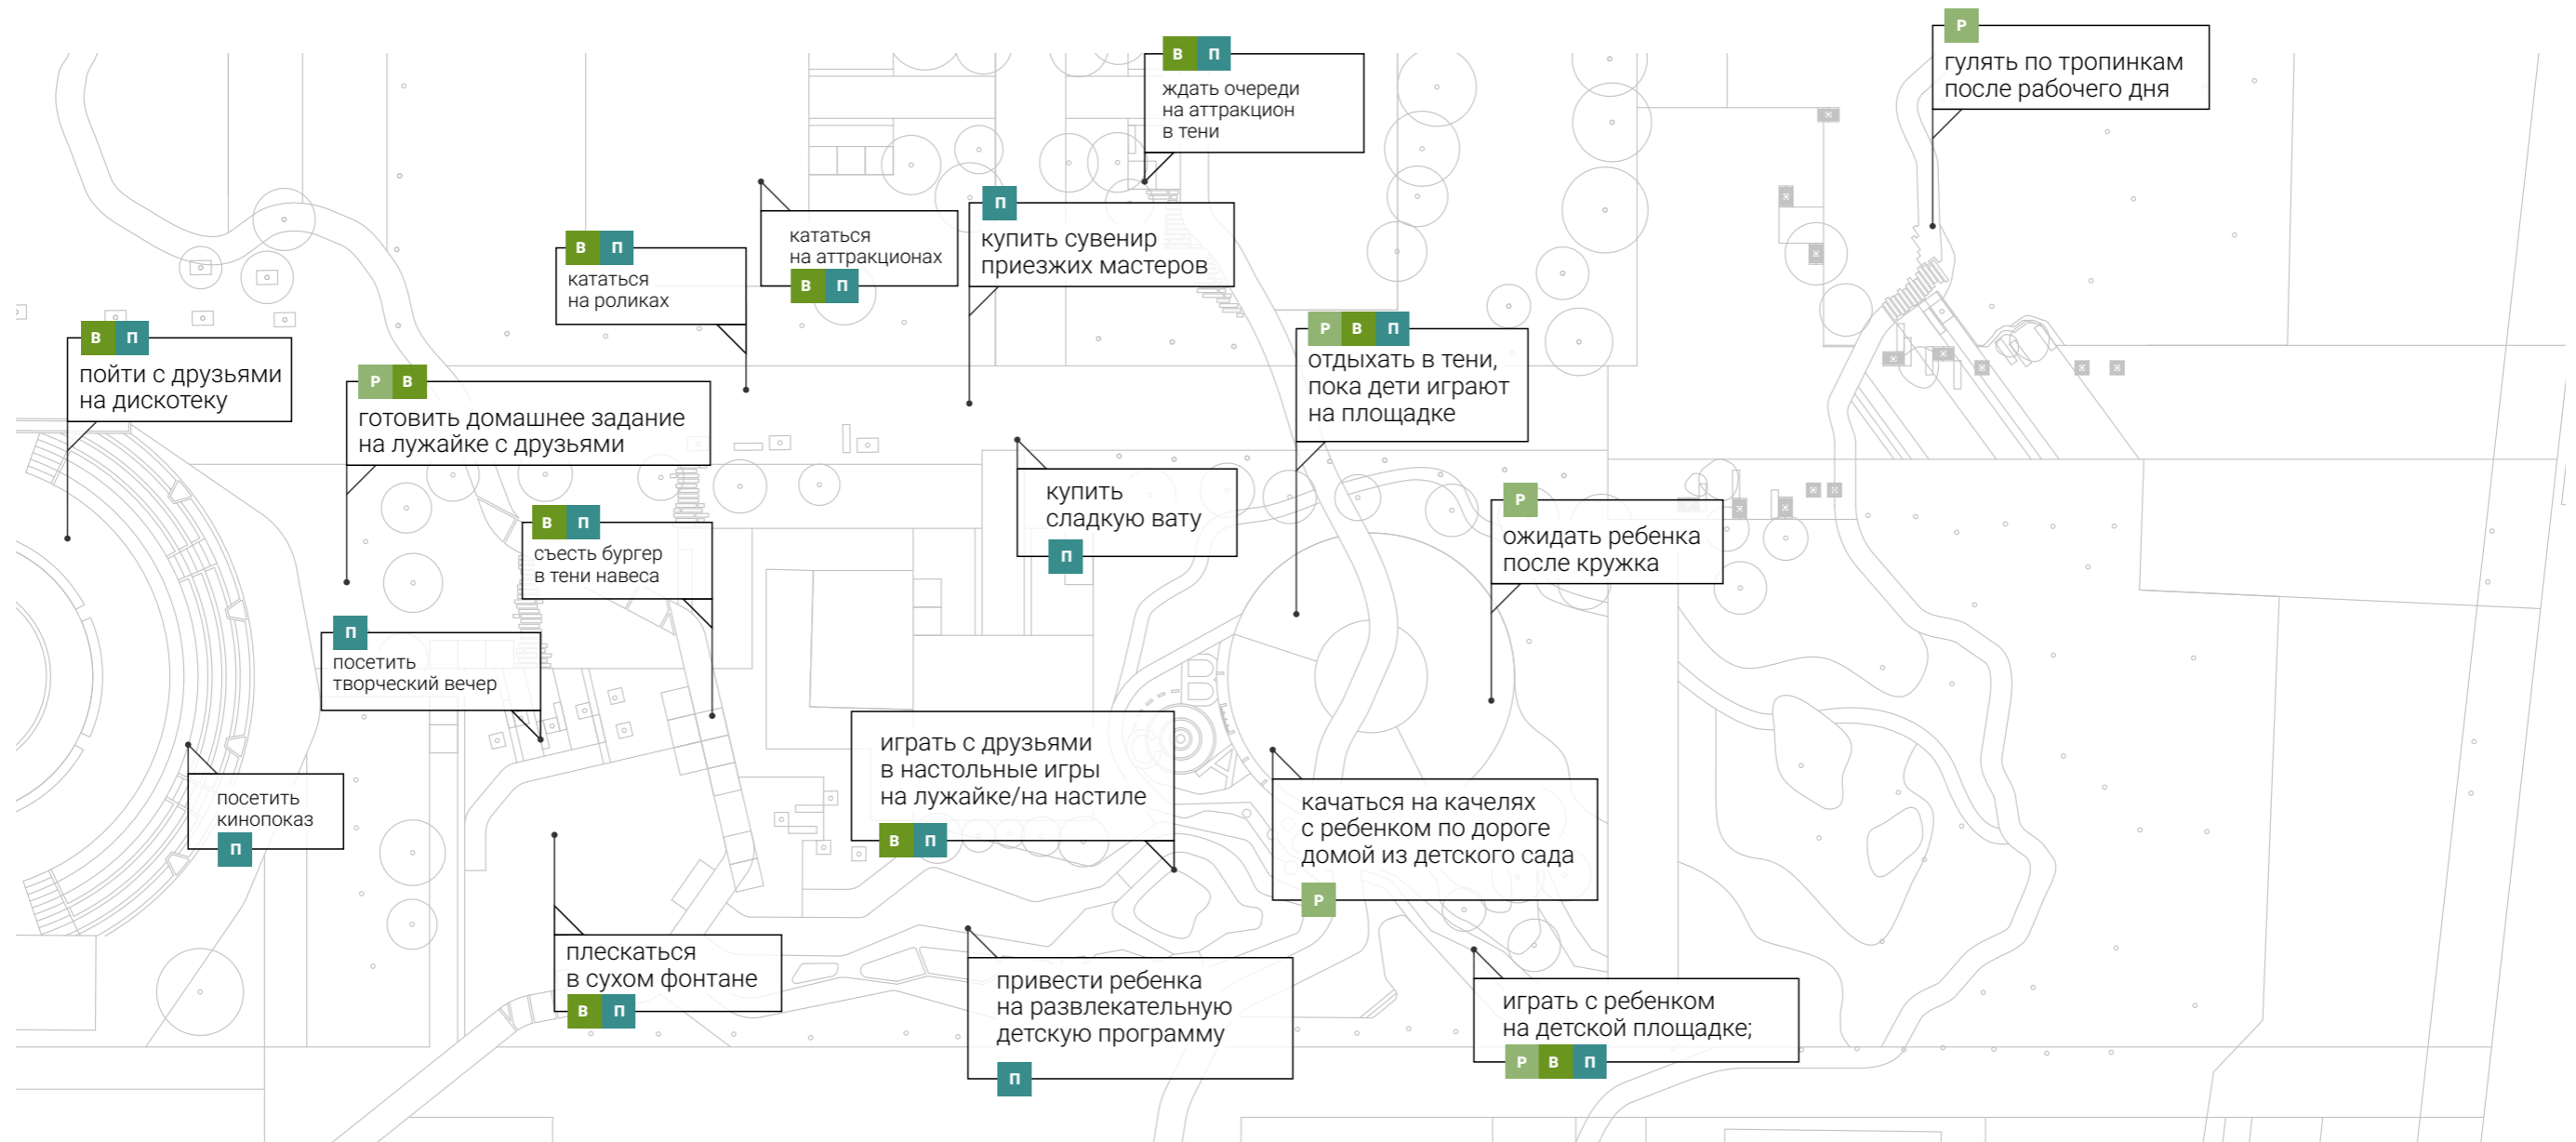 Р
гулять по тропинкам
после рабочего дня
В П
ждать очереди
на аттракцион
в тени
П
купить сувенир
приезжих мастеров
кататься
на аттракционах
В П
В П
кататься
на роликах
В П
пойти с друзьями
на дискотеку
Р В
готовить домашнее задание
на лужайке с друзьями
Р В П
отдыхать в тени,
пока дети играют
на площадке
купить
сладкую вату
П
Р
ожидать ребенка
после кружка
В П
съесть бургер
в тени навеса
П
посетить
творческий вечер
посетить
кинопоказ
П
играть с друзьями
в настольные игры
на лужайке/на настиле
В П
качаться на качелях
с ребенком по дороге
домой из детского сада
Р
плескаться
в сухом фонтане
В П
привести ребенка
на развлекательную
детскую программу
П
играть с ребенком
на детской площадке;
Р В П